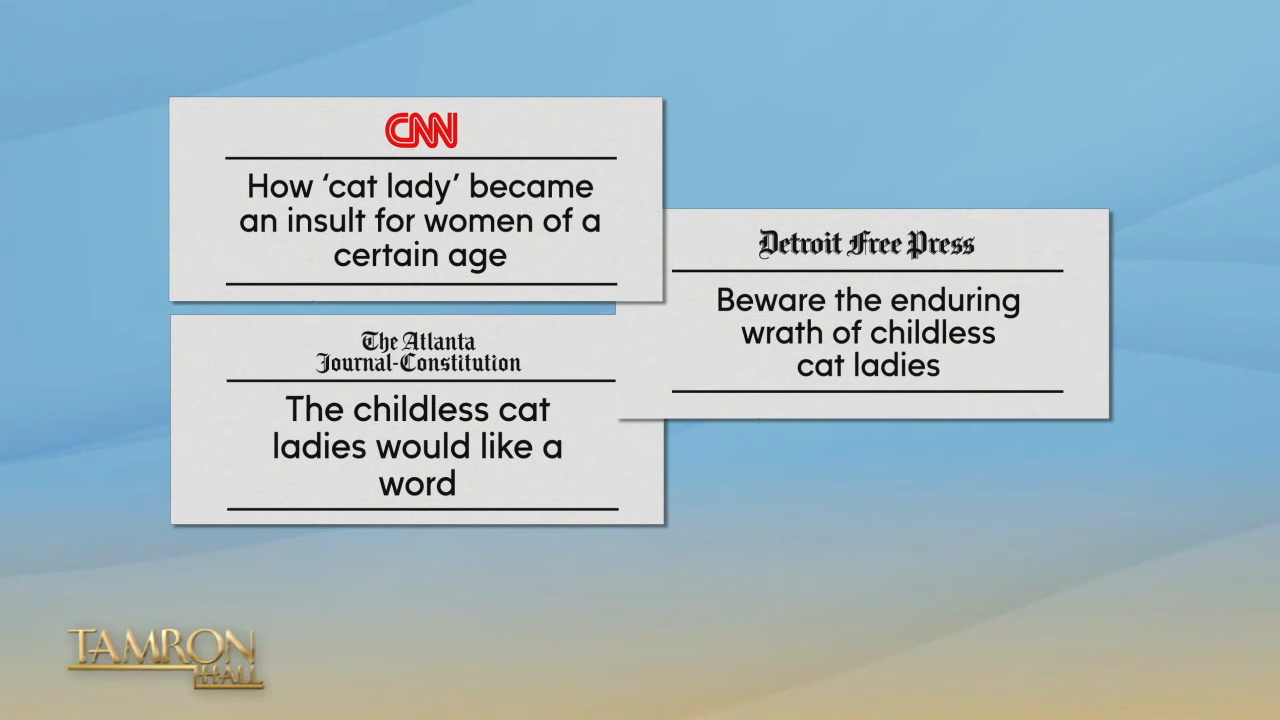 CNN
How ‘cat lady’ became
an insult for women of a
certain age
Detroit Free Press
Beware the enduring
wrath of childless
cat ladies
The Atlanta
Journal-Constitution
The childless cat
ladies would like a
word
TAMRON
HALL